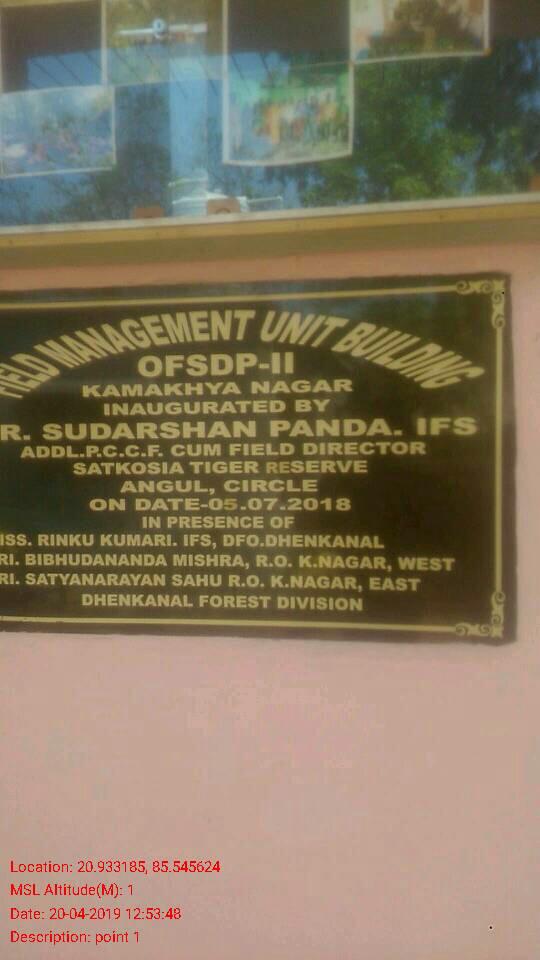 FIELD MANAGEMENT UNIT BUILDING
OFSDP-II
KAMAKHYA NAGAR
INAUGURATED BY
R. SUDARSHAN PANDA. IFS
ADDL.P.C.C.F. CUM FIELD DIRECTOR
SATKOSIA TIGER RESERVE
ANGUL, CIRCLE
ON DATE-05.07.2018
IN PRESENCE OF
ISS. RINKU KUMARI. IFS, DFO.DHENKANAL
RI. BIBHUDANANDA MISHRA, R.O. K.NAGAR, WEST
RI. SATYANARAYAN SAHU R.O. K.NAGAR, EAST
DHENKANAL FOREST DIVISION
Location: 20.933185, 85.545624
MSL Altitude(M): 1
Date: 20-04-2019 12:53:48
Description: point 1